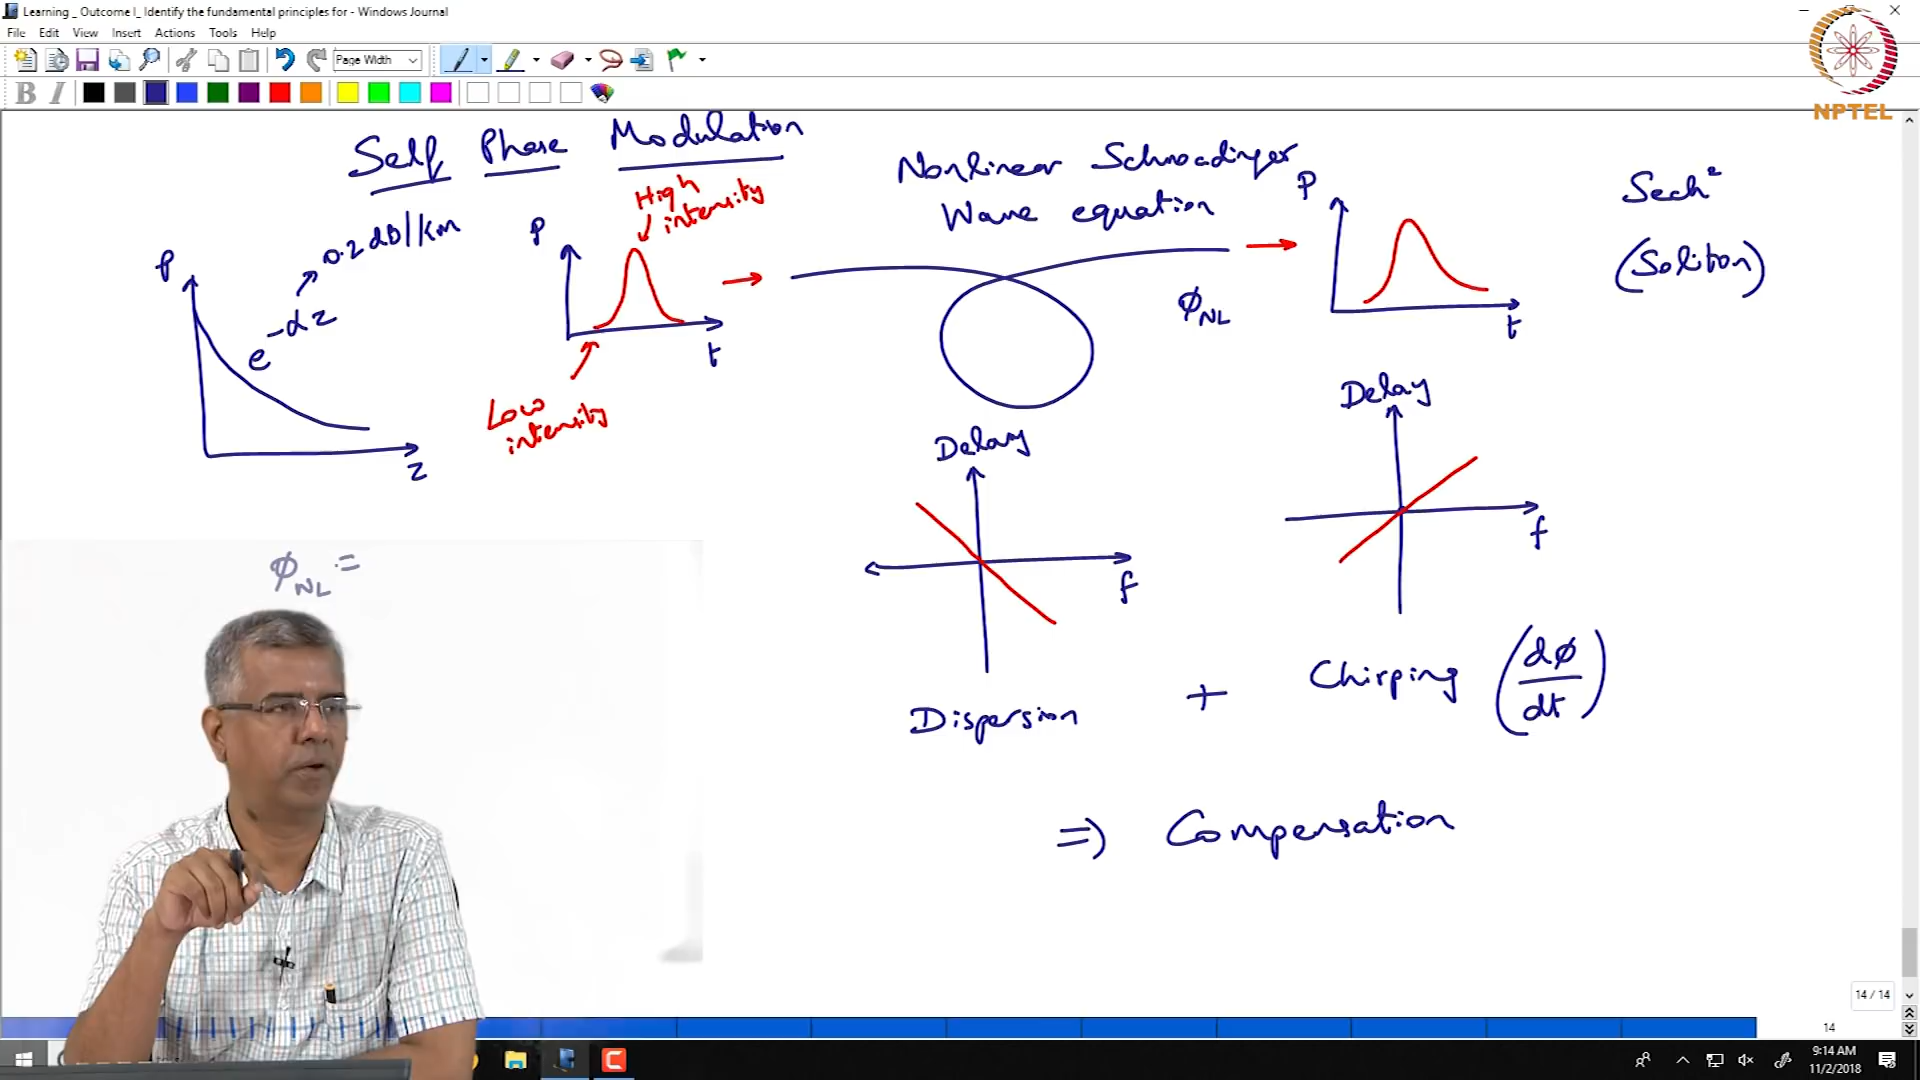 Learning _ Outcome I_ Identify the fundamental principles for - Windows Journal
File Edit View Insert Actions Tools Help
Page Width
B I
NPTEL
Self Phase Modulation
Nonlinear Schroedinger
Wave equation
Sech²
(Soliton)
High
intensity
Low
intensity
P
0.2 dB/km
e^-αz
z
P
t
ϕNL
P
t
Delay
f
Delay
f
ϕNL =
Dispersion + Chirping (dϕ/dt)
=> Compensation
14 / 14
14
9:14 AM
11/2/2018